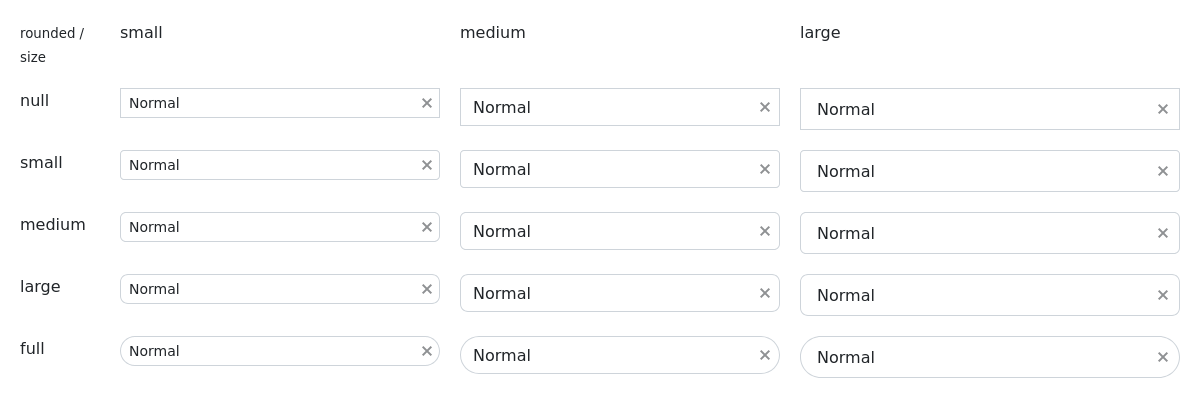 rounded / size small medium large
null Normal × Normal × Normal ×
small Normal × Normal × Normal ×
medium Normal × Normal × Normal ×
large Normal × Normal × Normal ×
full Normal × Normal × Normal ×